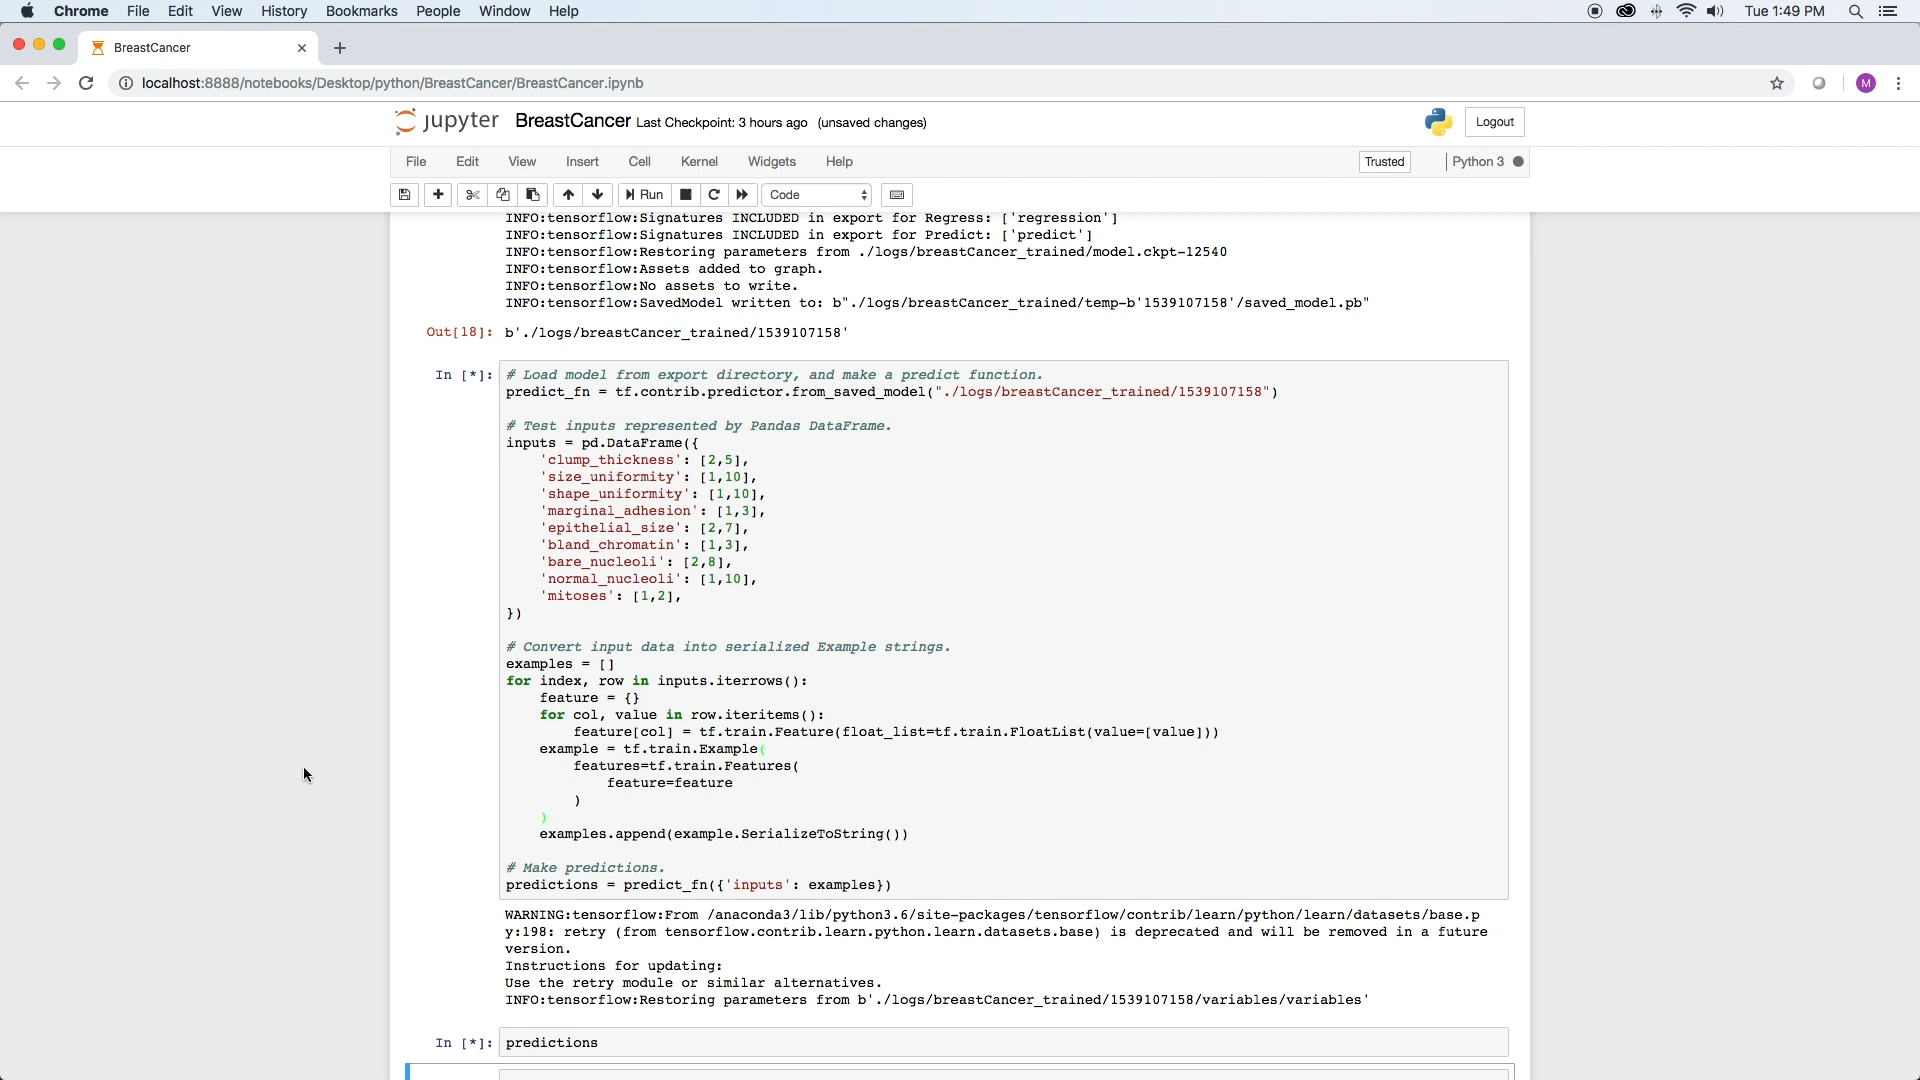 Chrome File Edit View History Bookmarks People Window Help Tue 1:49 PM
BreastCancer
localhost:8888/notebooks/Desktop/python/BreastCancer/BreastCancer.ipynb M
jupyter BreastCancer Last Checkpoint: 3 hours ago (unsaved changes) Logout
File Edit View Insert Cell Kernel Widgets Help Trusted Python 3
Run Code
INFO:tensorflow:Signatures INCLUDED in export for Regress: ['regression']
INFO:tensorflow:Signatures INCLUDED in export for Predict: ['predict']
INFO:tensorflow:Restoring parameters from ./logs/breastCancer_trained/model.ckpt-12540
INFO:tensorflow:Assets added to graph.
INFO:tensorflow:No assets to write.
INFO:tensorflow:SavedModel written to: b"./logs/breastCancer_trained/temp-b'1539107158'/saved_model.pb"
Out[18]: b'./logs/breastCancer_trained/1539107158'
In [*]: # Load model from export directory, and make a predict function.
predict_fn = tf.contrib.predictor.from_saved_model("./logs/breastCancer_trained/1539107158")
# Test inputs represented by Pandas DataFrame.
inputs = pd.DataFrame({
'clump_thickness': [2,5],
'size_uniformity': [1,10],
'shape_uniformity': [1,10],
'marginal_adhesion': [1,3],
'epithelial_size': [2,7],
'bland_chromatin': [1,3],
'bare_nucleoli': [2,8],
'normal_nucleoli': [1,10],
'mitoses': [1,2],
})
# Convert input data into serialized Example strings.
examples = []
for index, row in inputs.iterrows():
feature = {}
for col, value in row.iteritems():
feature[col] = tf.train.Feature(float_list=tf.train.FloatList(value=[value]))
example = tf.train.Example(
features=tf.train.Features(
feature=feature
)
)
examples.append(example.SerializeToString())
# Make predictions.
predictions = predict_fn({'inputs': examples})
WARNING:tensorflow:From /anaconda3/lib/python3.6/site-packages/tensorflow/contrib/learn/python/learn/datasets/base.p
y:198: retry (from tensorflow.contrib.learn.python.learn.datasets.base) is deprecated and will be removed in a future
version.
Instructions for updating:
Use the retry module or similar alternatives.
INFO:tensorflow:Restoring parameters from b'./logs/breastCancer_trained/1539107158/variables/variables'
In [*]: predictions